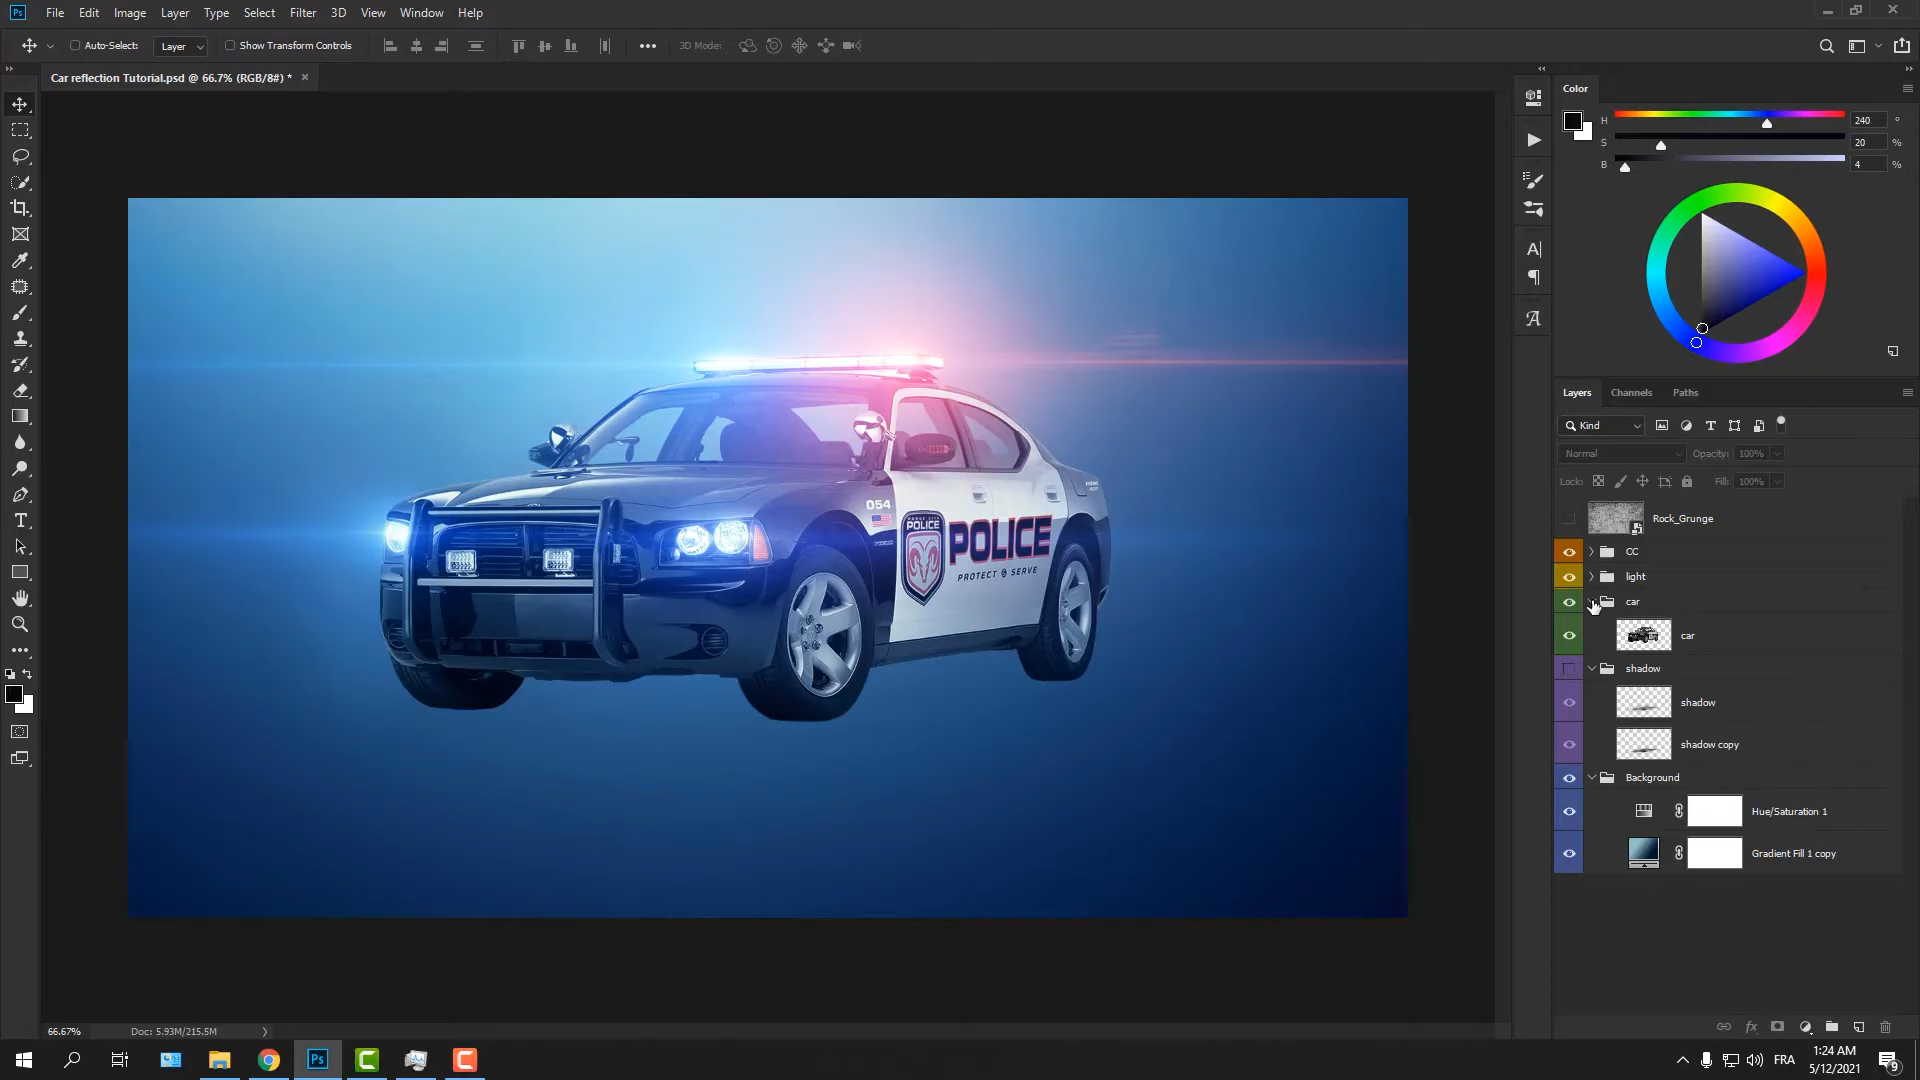 Ps File Edit Image Layer Type Select Filter 3D View Window Help
Auto-Select: Layer Show Transform Controls 3D Mode:
Car reflection Tutorial.psd @ 66.7% (RGB/8#) *
Color
H 240 °
S 20 %
B 4 %
Layers Channels Paths
Kind
Normal Opacity: 100%
Lock: Fill: 100%
Rock_Grunge
CC
light
car
car
shadow
shadow
shadow copy
Background
Hue/Saturation 1
Gradient Fill 1 copy
054
POLICE
POLICE
PROTECT @ SERVE
66.67% Doc: 5.93M/215.5M
Ps FRA 1:24 AM
5/12/2021
9